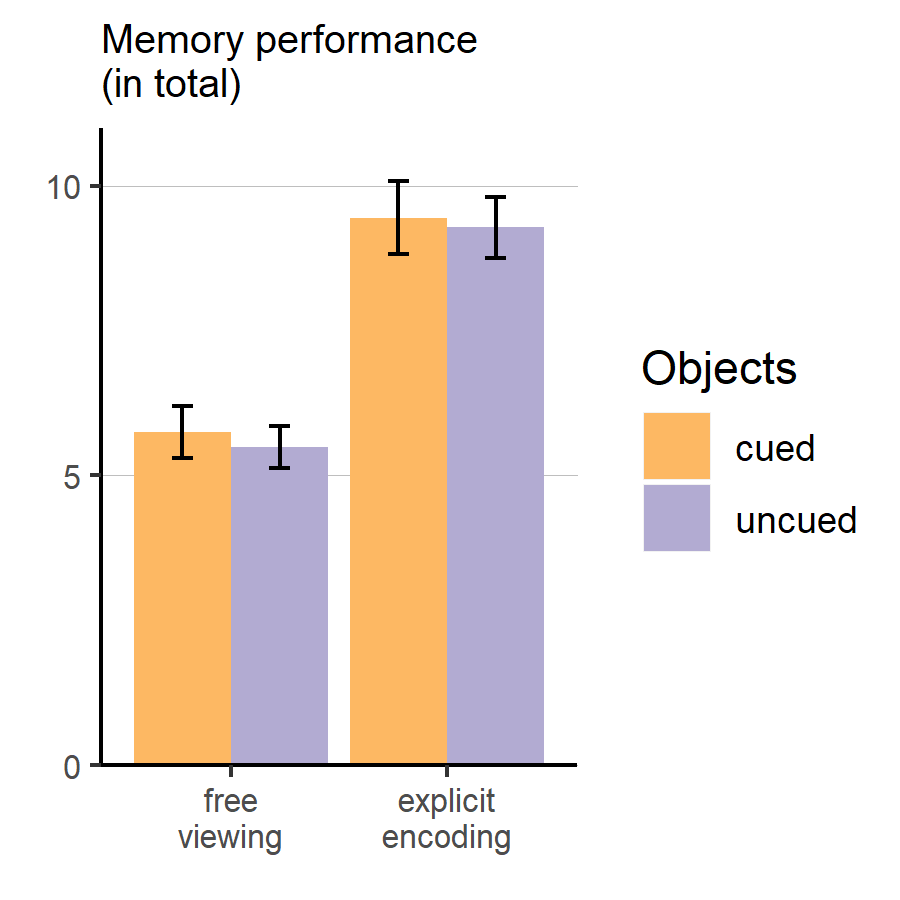 Memory performance
(in total)
10
5
0
free
viewing
explicit
encoding
Objects
cued
uncued